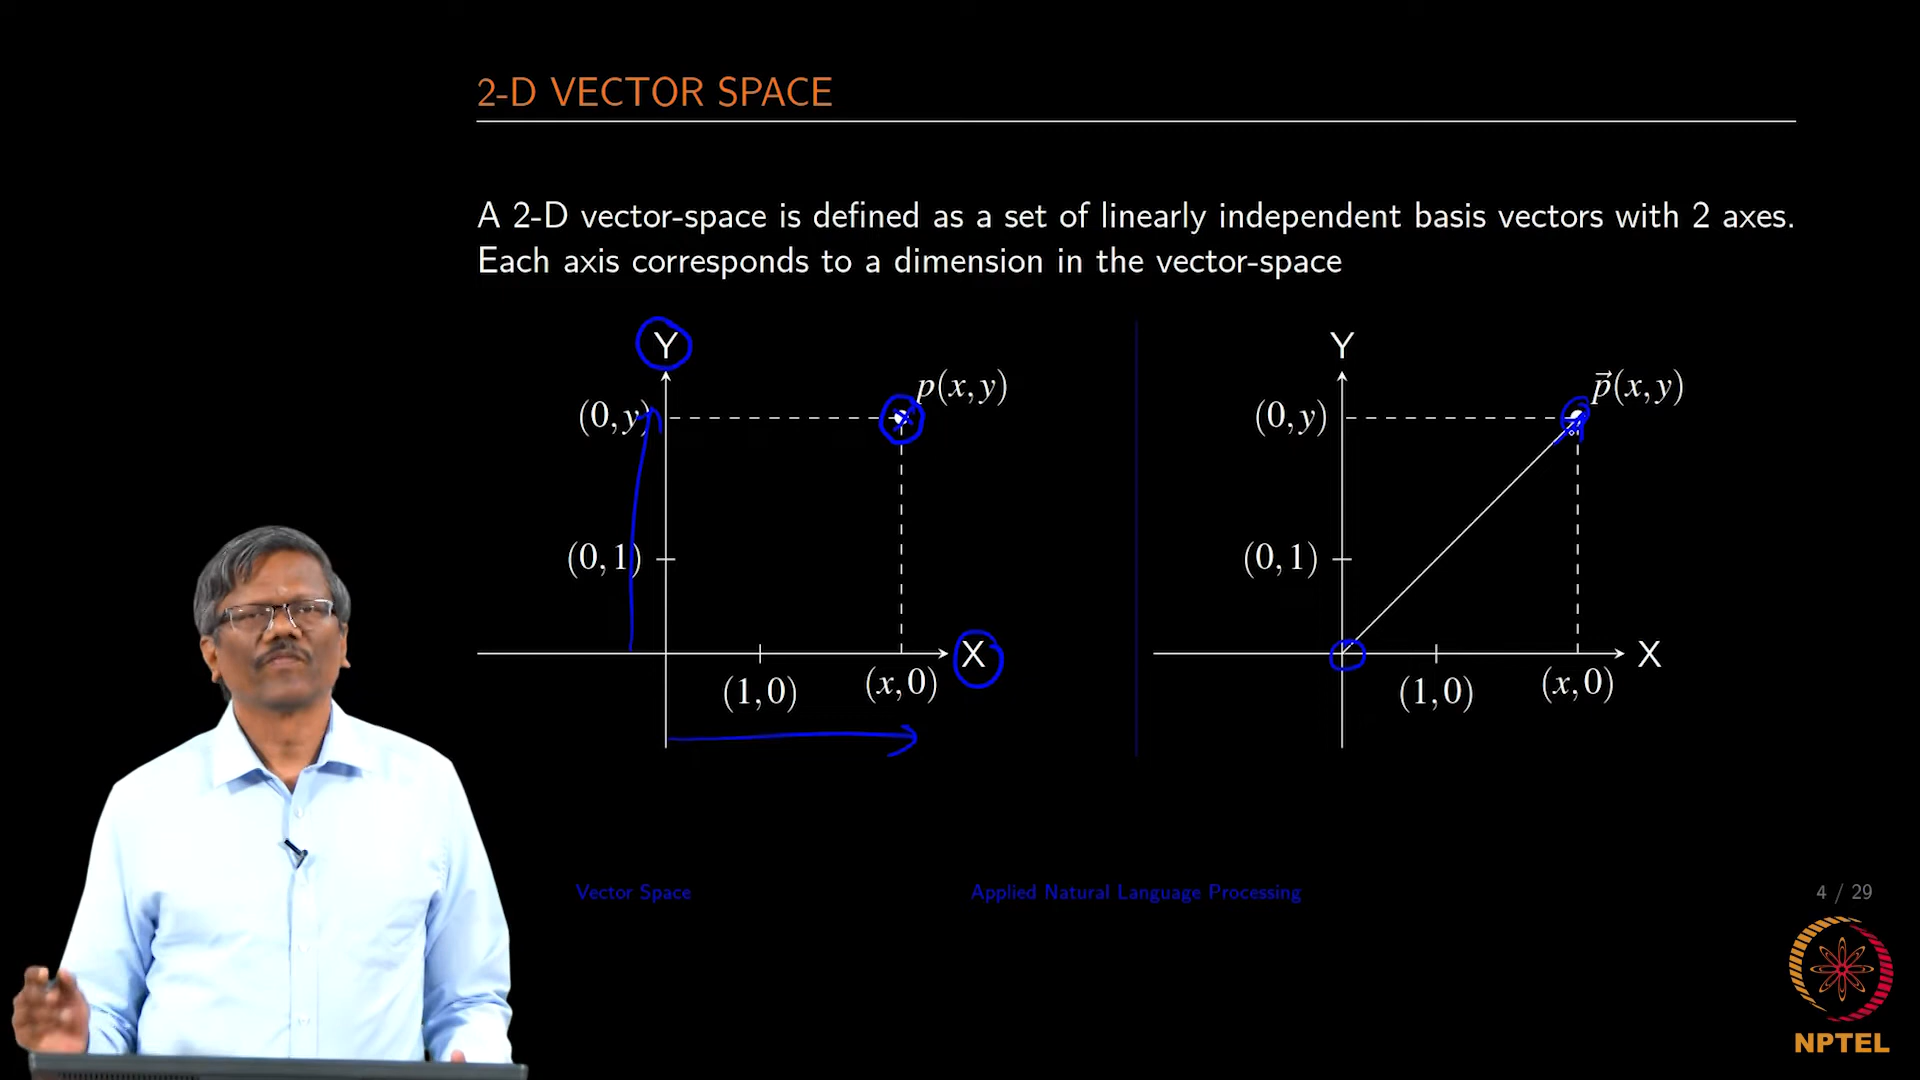 2-D VECTOR SPACE
A 2-D vector-space is defined as a set of linearly independent basis vectors with 2 axes.
Each axis corresponds to a dimension in the vector-space
Y
p(x,y)
(0,y)
(0,1)
X
(1,0)
(x,0)
Y
p⃗(x,y)
(0,y)
(0,1)
X
(1,0)
(x,0)
Vector Space
Applied Natural Language Processing
4 / 29
NPTEL